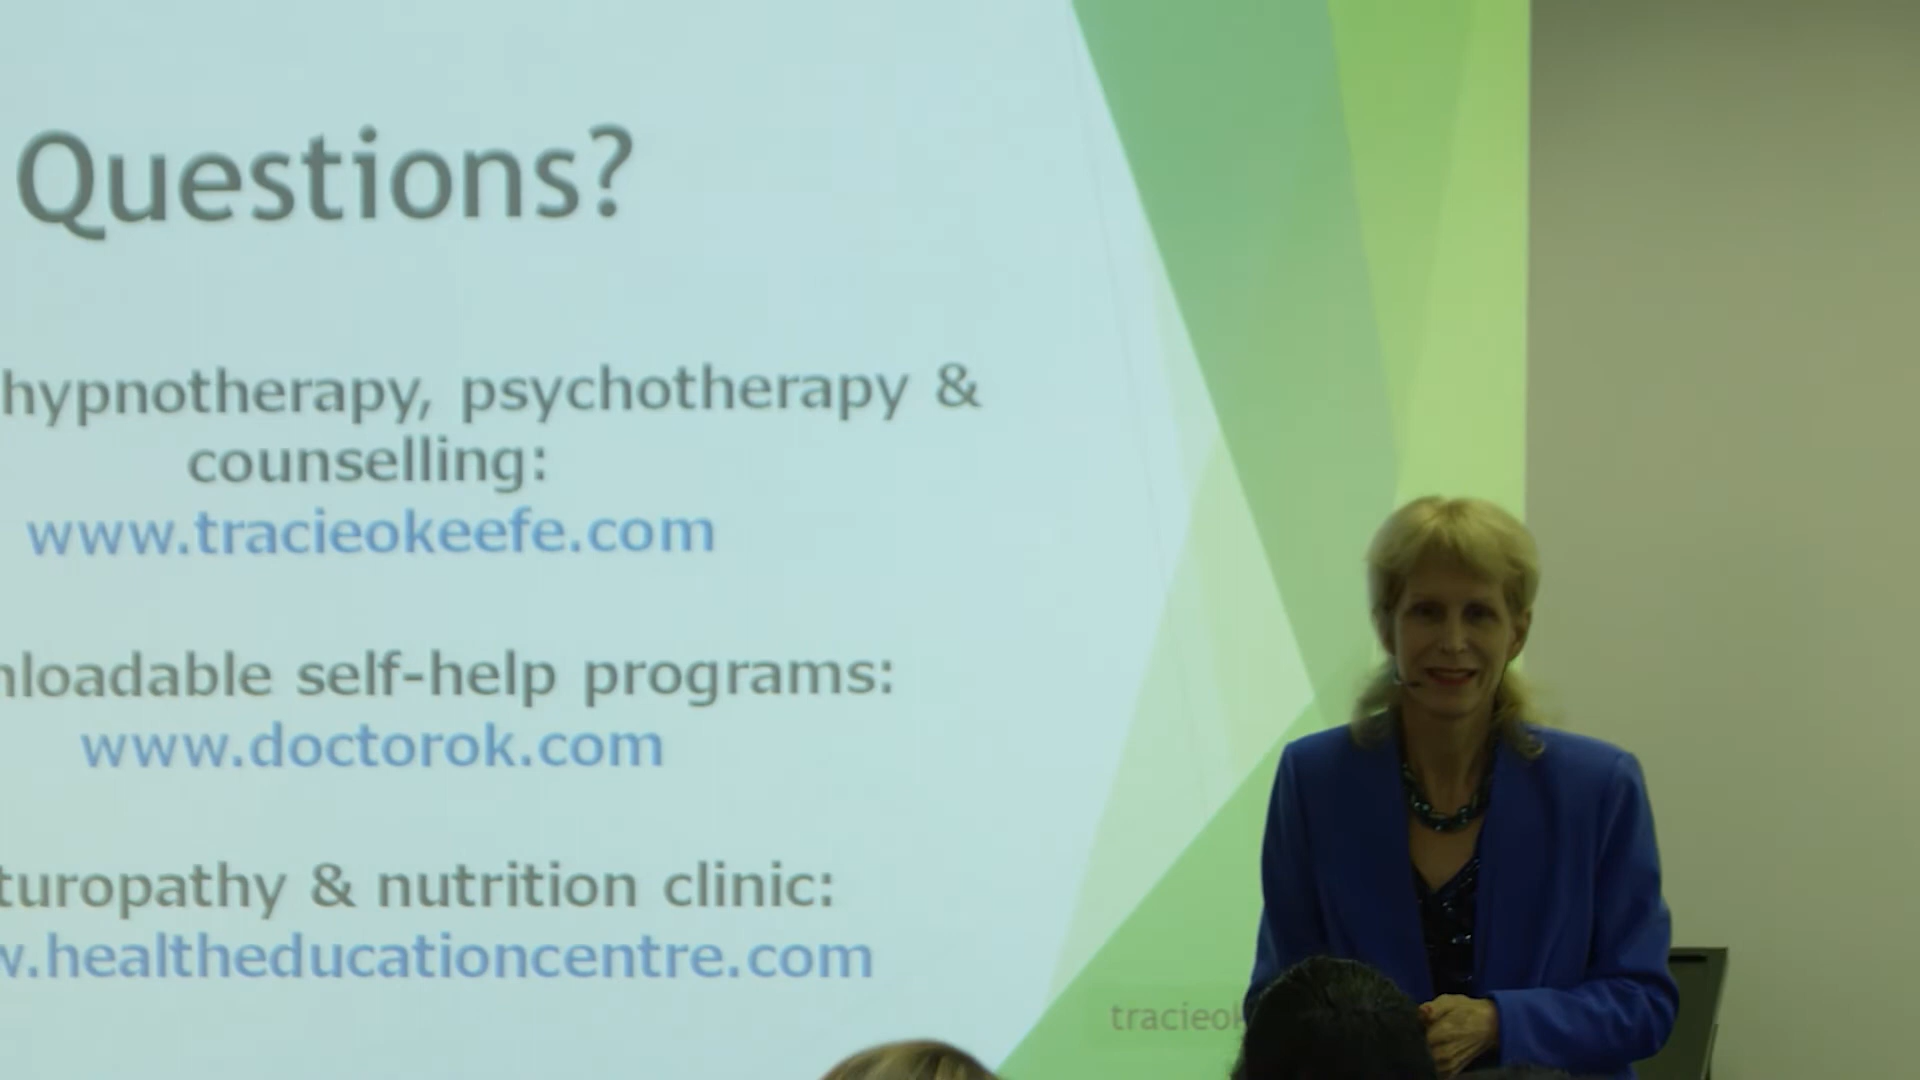 Questions?
hypnotherapy, psychotherapy &
counselling:
www.tracieokeefe.com
nloadable self-help programs:
www.doctorok.com
turopathy & nutrition clinic:
w.healtheducationcentre.com
tracieok